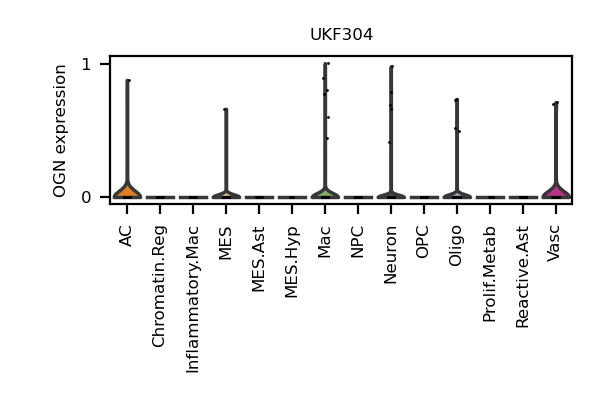 UKF304
OGN expression
1
0
AC
Chromatin.Reg
Inflammatory.Mac
MES
MES.Ast
MES.Hyp
Mac
NPC
Neuron
OPC
Oligo
Prolif.Metab
Reactive.Ast
Vasc